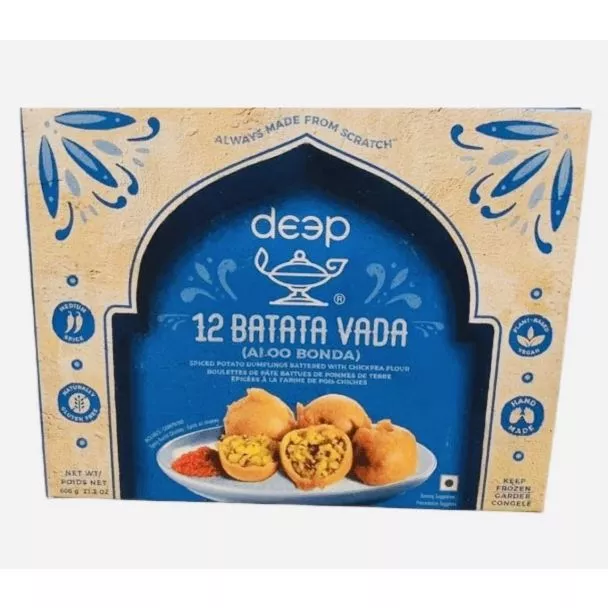 ALWAYS MADE FROM SCRATCH
deep
®
12 BATATA VADA
(ALOO BONDA)
SPICED POTATO DUMPLINGS BATTERED WITH CHICKPEA FLOUR
BOULETTES DE PÂTE BATTUES DE POMMES DE TERRE
ÉPICÉES À LA FARINE DE POIS CHICHES
MEDIUM
SPICE
NATURALLY
GLUTEN FREE
PLANT-BASED
VEGAN
HAND
MADE
NET WT/
POIDS NET
KEEP
FROZEN
GARDER
CONGELÉ
Serving Suggestion